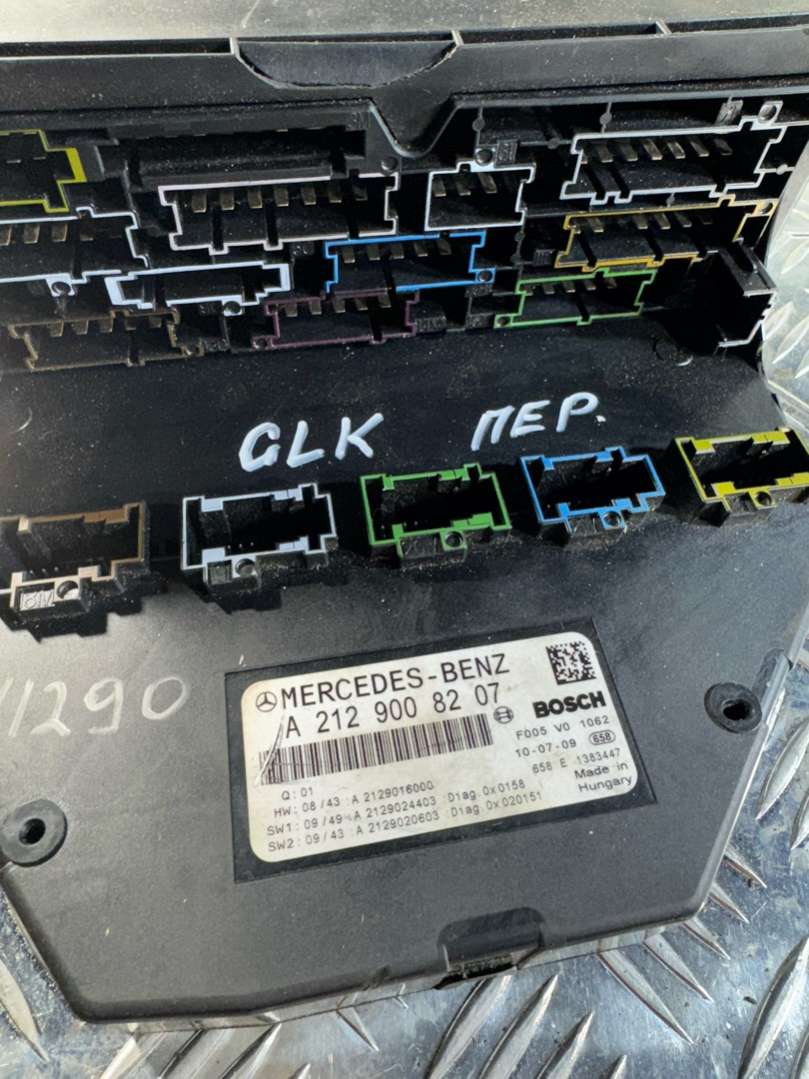 GLK ПЕР.
11290
MERCEDES-BENZ
A 212 900 82 07
BOSCH
F005 V0 1062
10-07-09 658
658 E 1383447
Made in
Hungary
Q: 01
HW: 08/43: A 2129016000
SW1: 09/49: A 2129024403 Diag: 0x0158
SW2: 09/43: A 2129020603 Diag: 0x020151